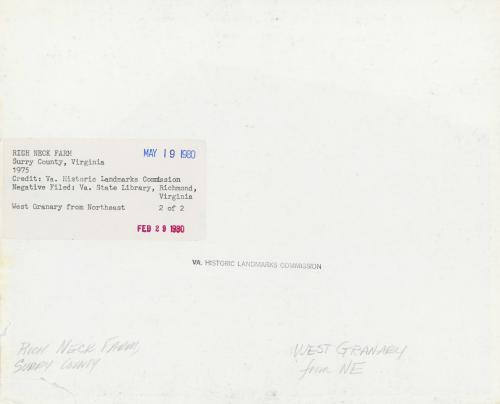 RICH NECK FARM MAY 19 1980
Surry County, Virginia
1975
Credit: Va. Historic Landmarks Commission
Negative Filed: Va. State Library, Richmond,
Virginia
West Granary from Northeast 2 of 2
FEB 29 1980
VA. HISTORIC LANDMARKS COMMISSION
RICH NECK FARM,
SURRY COUNTY
WEST GRANARY
from NE